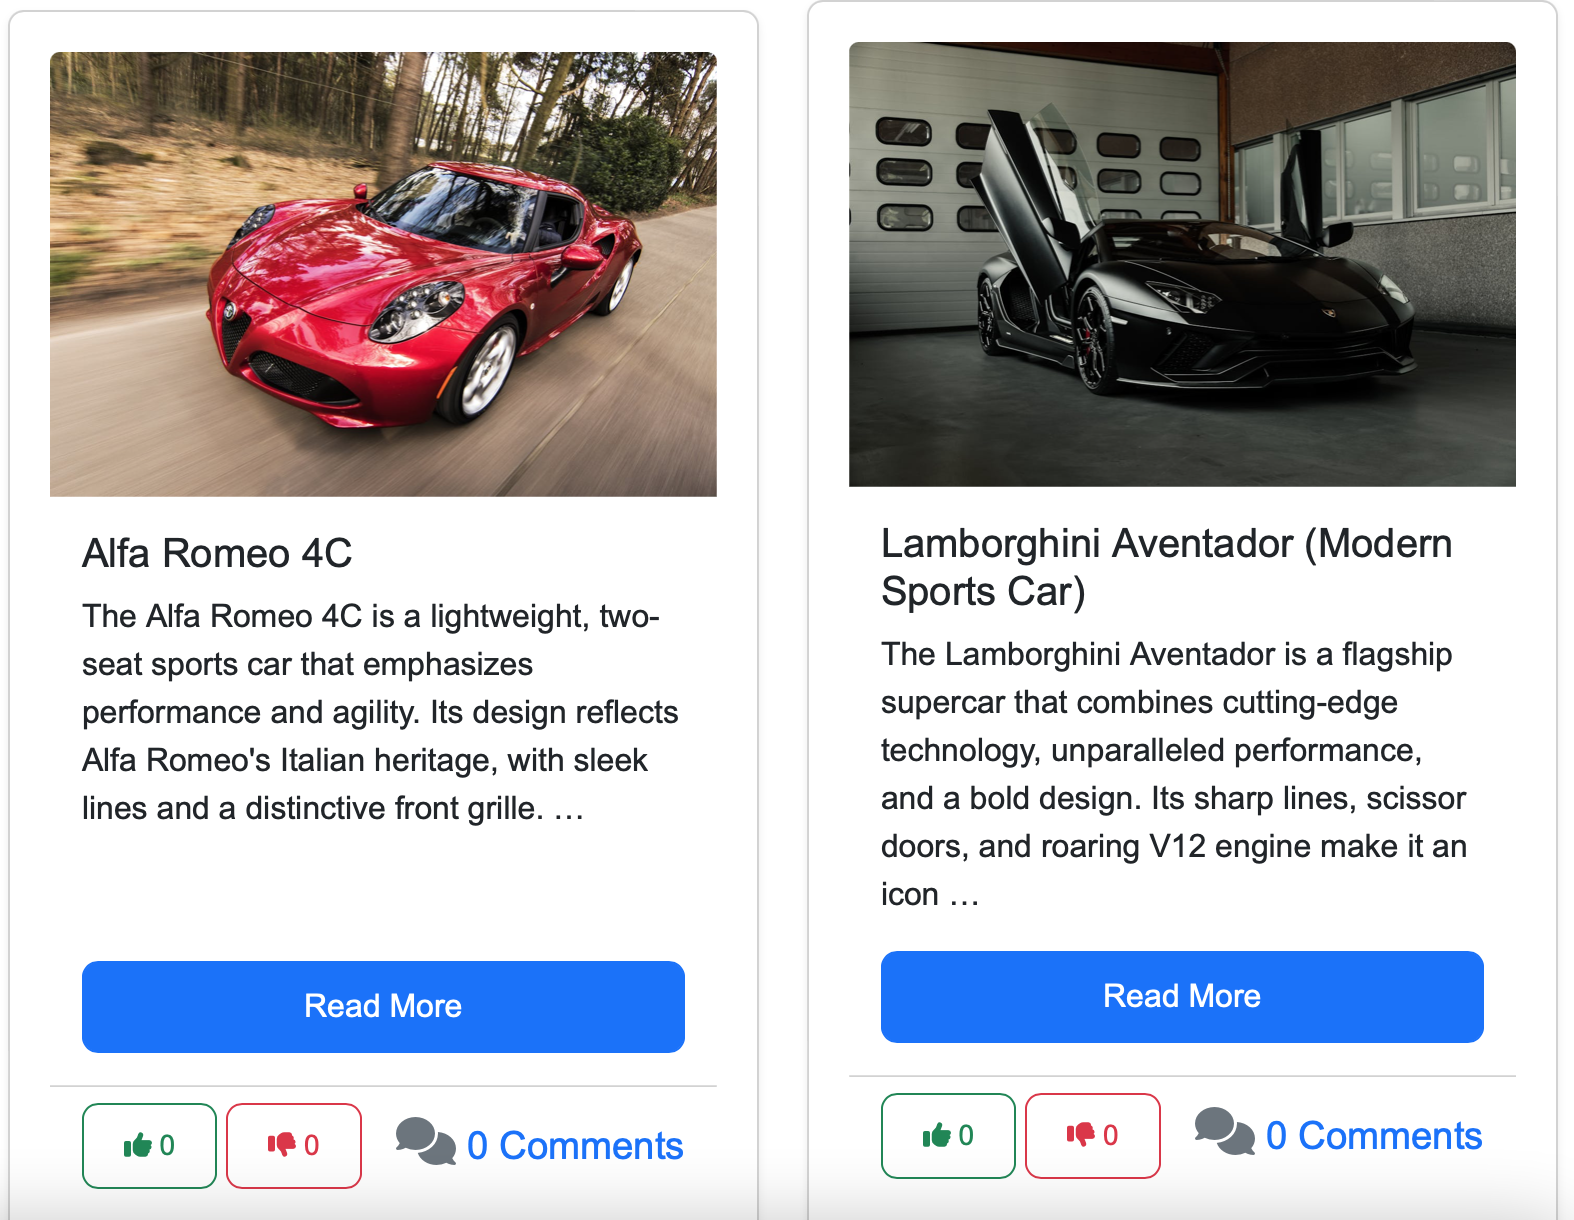 Alfa Romeo 4C
The Alfa Romeo 4C is a lightweight, two-
seat sports car that emphasizes
performance and agility. Its design reflects
Alfa Romeo's Italian heritage, with sleek
lines and a distinctive front grille. …
Read More
0
0
0 Comments
Lamborghini Aventador (Modern
Sports Car)
The Lamborghini Aventador is a flagship
supercar that combines cutting-edge
technology, unparalleled performance,
and a bold design. Its sharp lines, scissor
doors, and roaring V12 engine make it an
icon …
Read More
0
0
0 Comments